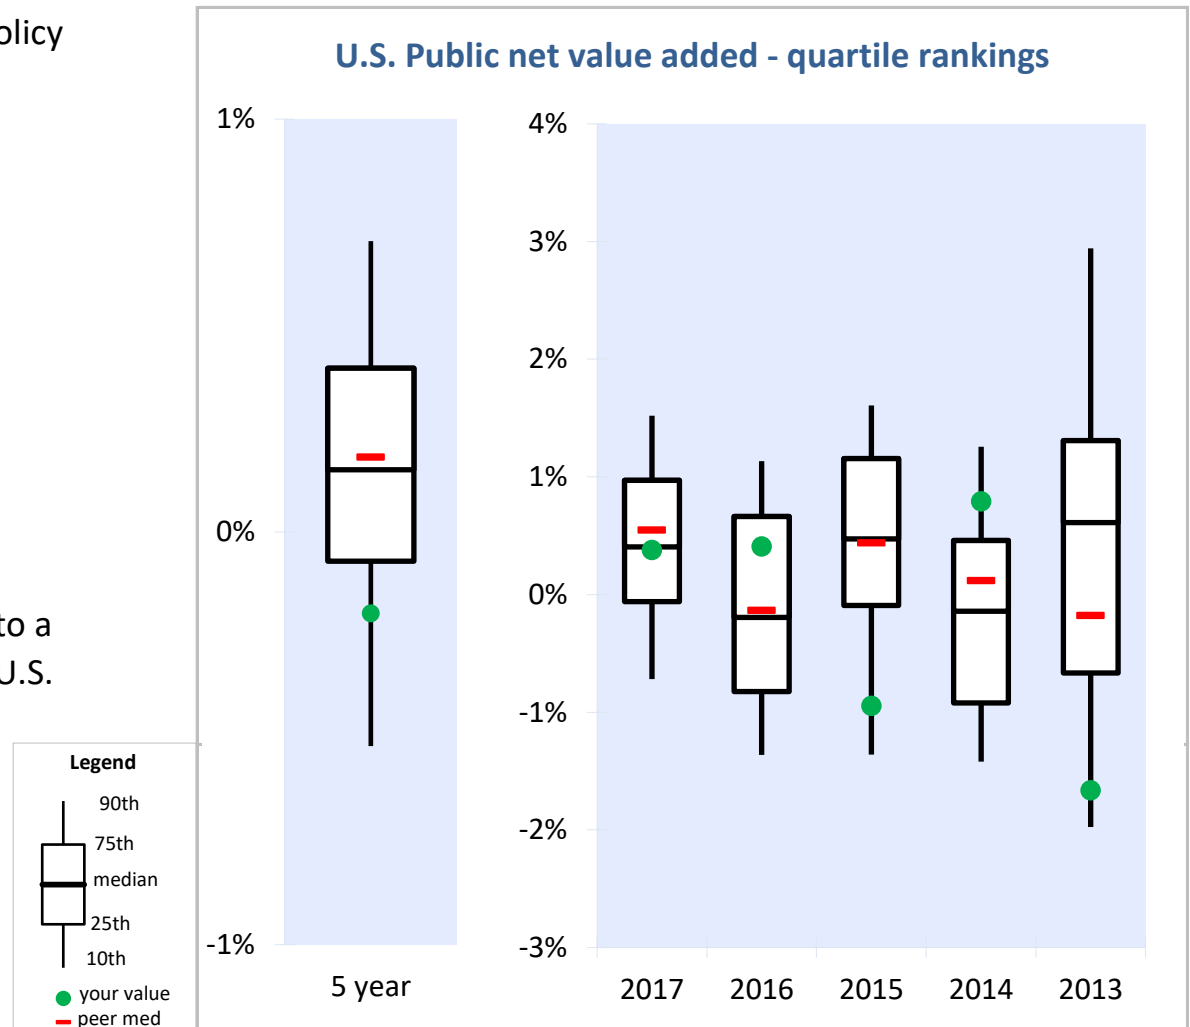 olicy
to a
U.S.
U.S. Public net value added - quartile rankings
1%
0%
-1%
5 year
4%
3%
2%
1%
0%
-1%
-2%
-3%
2017 2016 2015 2014 2013
Legend
90th
75th
median
25th
10th
your value
peer med